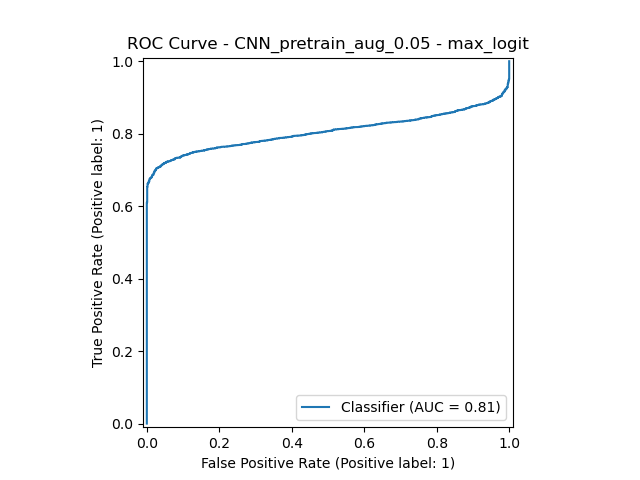 ROC Curve - CNN_pretrain_aug_0.05 - max_logit
1.0
0.8
0.6
0.4
0.2
0.0
True Positive Rate (Positive label: 1)
Classifier (AUC = 0.81)
0.0 0.2 0.4 0.6 0.8 1.0
False Positive Rate (Positive label: 1)